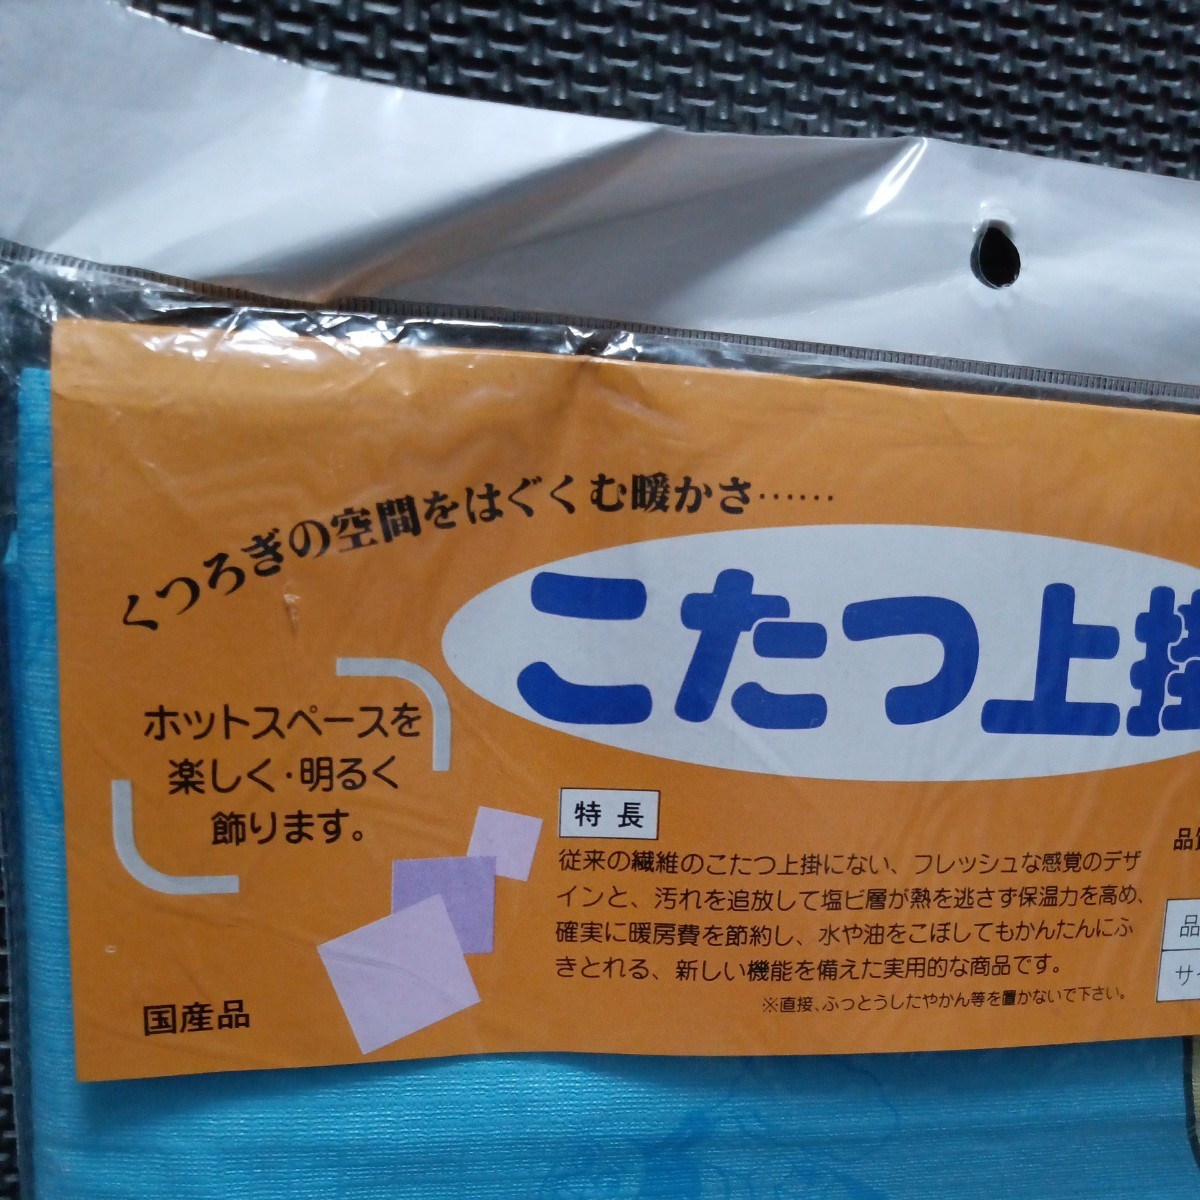 くつろぎの空間をはぐくむ暖かさ……
こたつ上掛
ホットスペースを
楽しく・明るく
飾ります。
特長
従来の繊維のこたつ上掛にない、フレッシュな感覚のデザ
インと、汚れを追放して塩ビ層が熱を逃さず保温力を高め、
確実に暖房費を節約し、水や油をこぼしてもかんたんにふ
きとれる、新しい機能を備えた実用的な商品です。
※直接、ふっとうしたやかん等を置かないで下さい。
国産品
品
品
サ